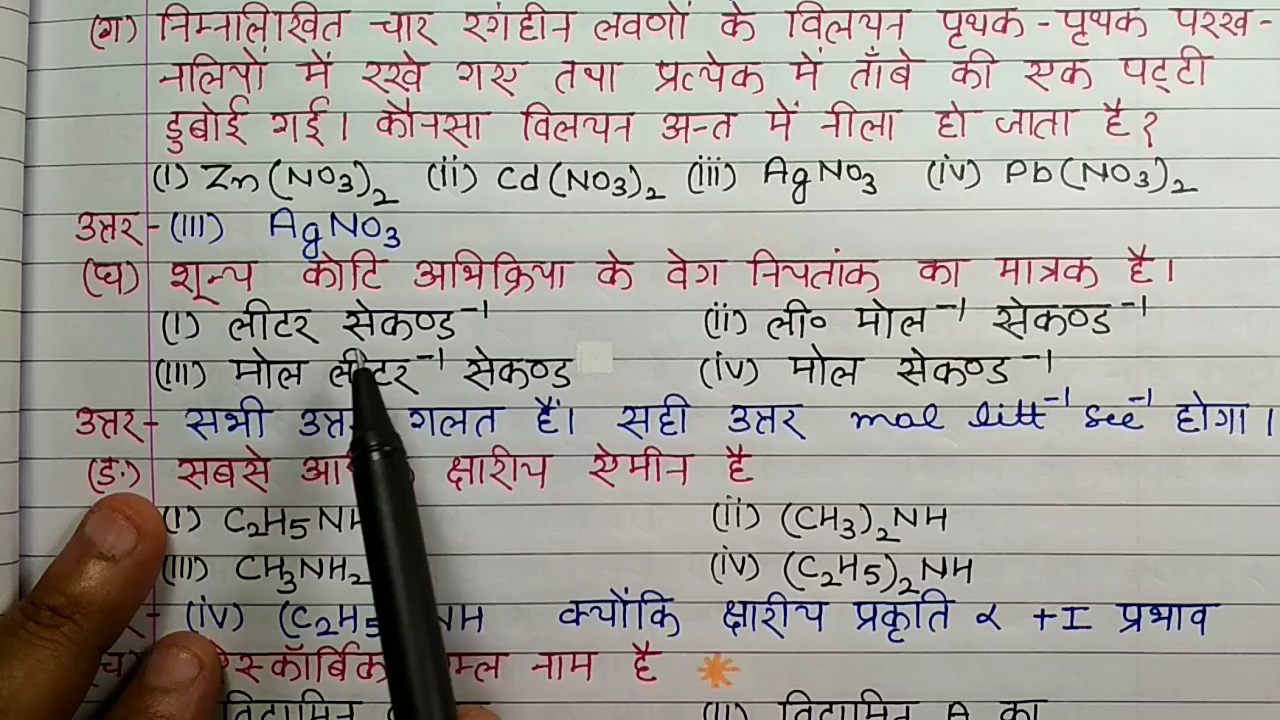 (ग) निम्नलिखित चार रंगहीन लवणों के विलयन पृथक-पृथक परख-
नलियों में रखे गए तथा प्रत्येक में ताँबे की एक पट्टी
डुबोई गई। कौनसा विलयन अन्त में नीला हो जाता है?
(i) Zn(NO3)2 (ii) Cd(NO3)2 (iii) AgNO3 (iv) Pb(NO3)2
उत्तर- (iii) AgNO3
(घ) शून्य कोटि अभिक्रिया के वेग नियतांक का मात्रक है।
(i) लीटर सेकण्ड⁻¹ (ii) ली० मोल⁻¹ सेकण्ड⁻¹
(iii) मोल लीटर⁻¹ सेकण्ड (iv) मोल सेकण्ड⁻¹
उत्तर- सभी गलत हैं। सही उत्तर mol litt⁻¹ sec⁻¹ होगा।
(ड.) सबसे क्षारीय ऐमीन है
(i) C2H5NH (ii) (CH3)2NH
(iii) CH3NH2 (iv) (C2H5)2NH
(iv) (C2H5 NH क्योंकि क्षारीय प्रकृति α +I प्रभाव
नाम है
विटामिन (ii) विटामिन A का